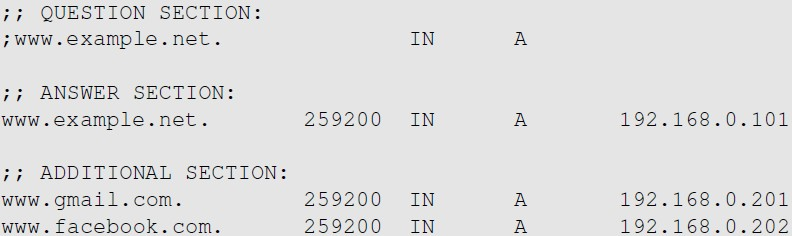 ;; QUESTION SECTION:
;www.example.net. IN A
;; ANSWER SECTION:
www.example.net. 259200 IN A 192.168.0.101
;; ADDITIONAL SECTION:
www.gmail.com. 259200 IN A 192.168.0.201
www.facebook.com. 259200 IN A 192.168.0.202